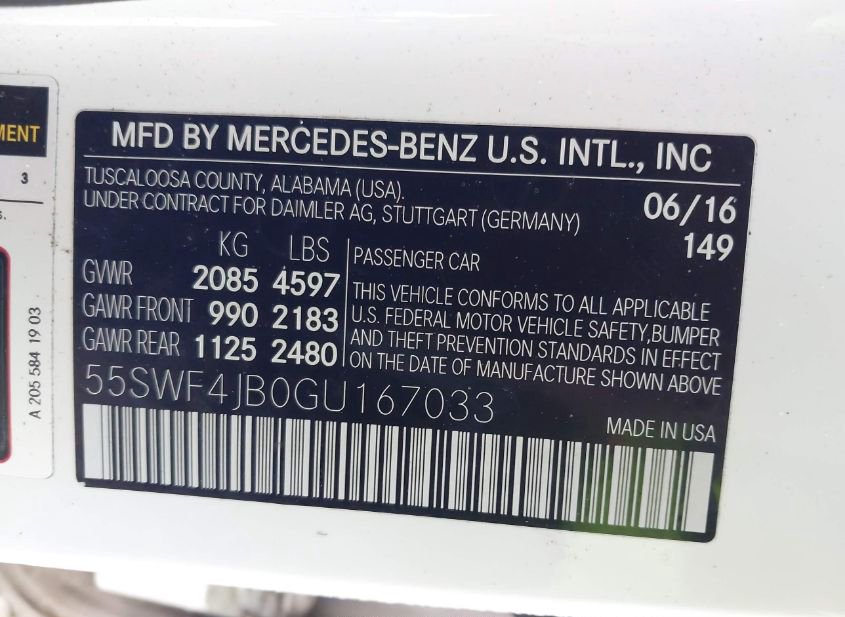 MENT
3
S.
A 205 584 19 03
MFD BY MERCEDES-BENZ U.S. INTL., INC
TUSCALOOSA COUNTY, ALABAMA (USA).
UNDER CONTRACT FOR DAIMLER AG, STUTTGART (GERMANY)
06/16
149
KG LBS
GVWR 2085 4597
GAWR FRONT 990 2183
GAWR REAR 1125 2480
PASSENGER CAR
THIS VEHICLE CONFORMS TO ALL APPLICABLE
U.S. FEDERAL MOTOR VEHICLE SAFETY, BUMPER
AND THEFT PREVENTION STANDARDS IN EFFECT
ON THE DATE OF MANUFACTURE SHOWN ABOVE
55SWF4JB0GU167033
MADE IN USA